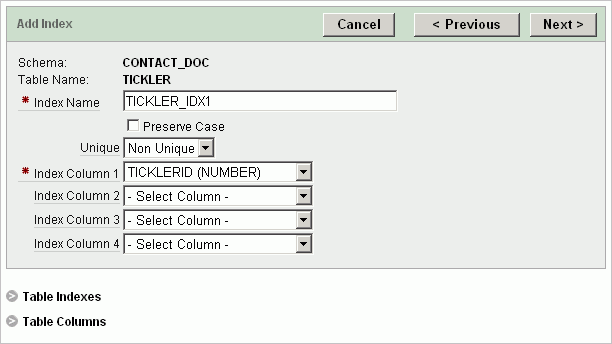 Add Index
Cancel
< Previous
Next >
Schema: CONTACT_DOC
Table Name: TICKLER
* Index Name TICKLER_IDX1
Preserve Case
Unique Non Unique
* Index Column 1 TICKLERID (NUMBER)
Index Column 2 - Select Column -
Index Column 3 - Select Column -
Index Column 4 - Select Column -
Table Indexes
Table Columns